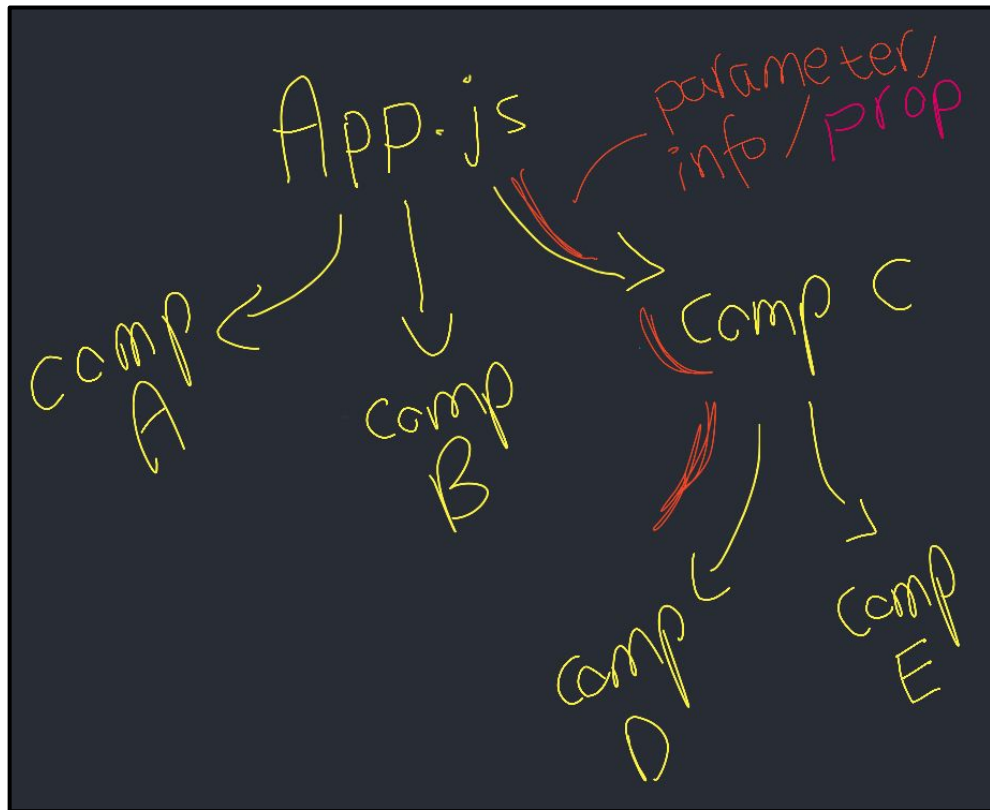 App.js
parameter/
info/prop
comp
A
comp
B
comp C
comp
D
comp
E